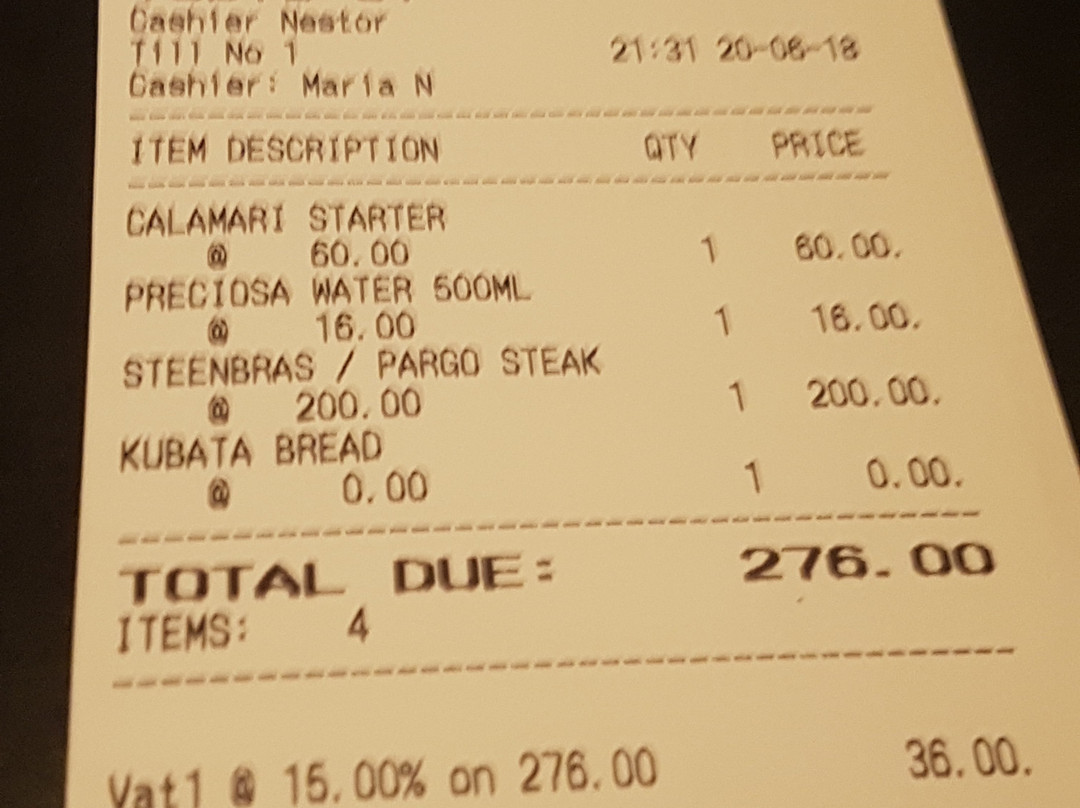 Cashier Nestor
Till No 1 21:31 20-06-18
Cashier: Maria N
ITEM DESCRIPTION QTY PRICE
CALAMARI STARTER
@ 60.00 1 60.00.
PRECIOSA WATER 500ML
@ 16.00 1 16.00.
STEENBRAS / PARGO STEAK
@ 200.00 1 200.00.
KUBATA BREAD
@ 0.00 1 0.00.
TOTAL DUE: 276.00
ITEMS: 4
Vat1 @ 15.00% on 276.00 36.00.